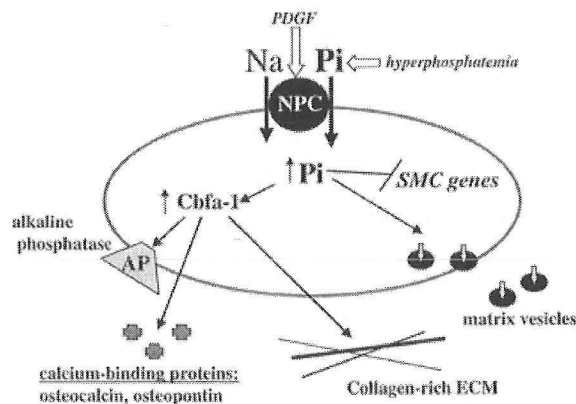 PDGF
Na Pi hyperphosphatemia
NPC
↑Pi
SMC genes
↑ Cbfa-1
alkaline
phosphatase
AP
matrix vesicles
calcium-binding proteins:
osteocalcin, osteopontin
Collagen-rich ECM